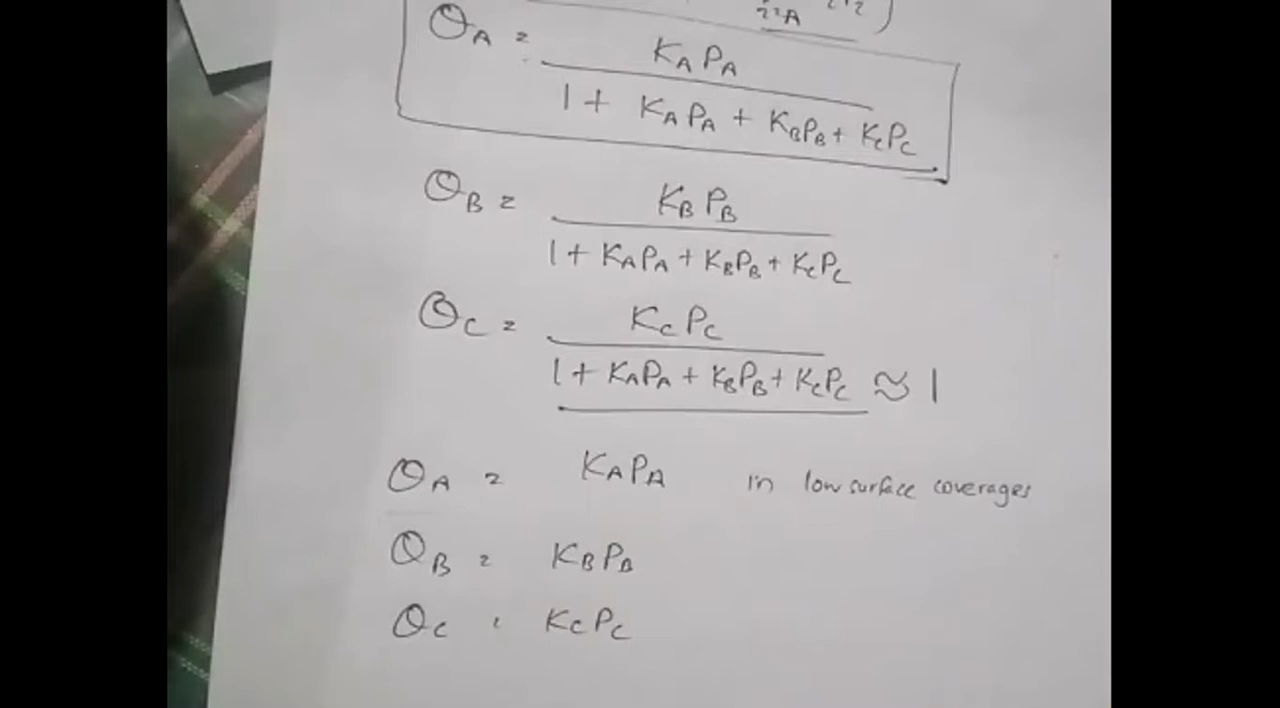 θA = KAPA / 1 + KAPA + KBPB + KCPC
θB = KBPB / 1 + KAPA + KBPB + KCPC
θC = KCPC / 1 + KAPA + KBPB + KCPC ≈ 1
θA = KAPA in low surface coverages
θB = KBPB
θC = KCPC